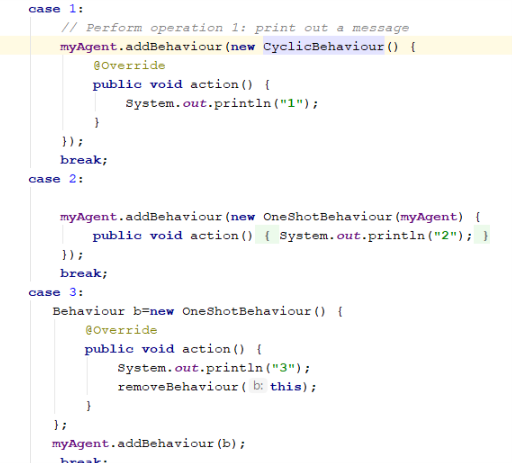 case 1:
// Perform operation 1: print out a message
myAgent.addBehaviour(new CyclicBehaviour() {
@Override
public void action() {
System.out.println("1");
}
});
break;
case 2:
myAgent.addBehaviour(new OneShotBehaviour(myAgent) {
public void action() { System.out.println("2"); }
});
break;
case 3:
Behaviour b=new OneShotBehaviour() {
@Override
public void action() {
System.out.println("3");
removeBehaviour( b: this);
}
};
myAgent.addBehaviour(b);
break;